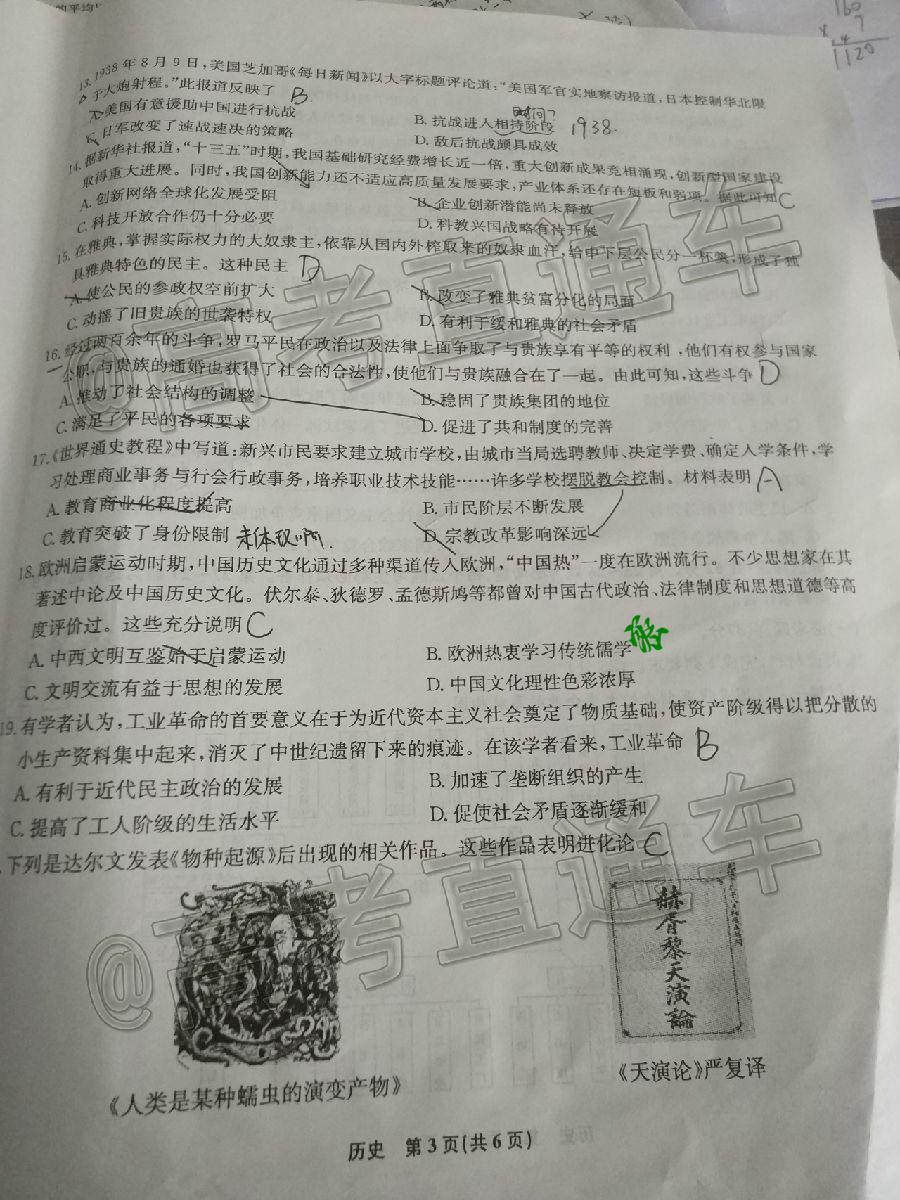 160
× 7
1120
13.1938年8月9日,美国芝加哥《每日新闻》以大字标题评论道:“美国军官实地察访报道,日本控制华北限
于大炮射程。”此报道反映了 B
A.美国有意援助中国进行抗战
B.抗战进入相持阶段 时间? 1938.
C.日军改变了速战速决的策略
D.敌后抗战颇具成效
14.据新华社报道,“十三五”时期,我国基础研究经费增长近一倍,重大创新成果竞相涌现,创新型国家建设
取得重大进展。同时,我国创新能力还不适应高质量发展要求,产业体系还存在短板和弱项。据此可知 C
A.创新网络全球化发展受阻
B.企业创新潜能尚未释放
C.科技开放合作仍十分必要
D.科教兴国战略有待开展
15.在雅典,掌握实际权力的大奴隶主,依靠从国内外榨取来的奴隶血汗,给中下层公民分一杯羹,形成了独
具雅典特色的民主。这种民主 D
A.使公民的参政权空前扩大
B.改变了雅典贫富分化的局面
C.动摇了旧贵族的世袭特权
D.有利于缓和雅典的社会矛盾
16.经过两百余年的斗争,罗马平民在政治以及法律上面争取了与贵族享有平等的权利,他们有权参与国家
公职,与贵族的通婚也获得了社会的合法性,使他们与贵族融合在了一起。由此可知,这些斗争 D
A.推动了社会结构的调整
B.稳固了贵族集团的地位
C.满足了平民的各项要求
D.促进了共和制度的完善
17.《世界通史教程》中写道:新兴市民要求建立城市学校,由城市当局选聘教师、决定学费、确定入学条件,学
习处理商业事务与行会行政事务,培养职业技术技能……许多学校摆脱教会控制。材料表明 A
A.教育商业化程度提高
B.市民阶层不断发展
C.教育突破了身份限制 未体现啊.
D.宗教改革影响深远
18.欧洲启蒙运动时期,中国历史文化通过多种渠道传入欧洲,“中国热”一度在欧洲流行。不少思想家在其
著述中论及中国历史文化。伏尔泰、狄德罗、孟德斯鸠等都曾对中国古代政治、法律制度和思想道德等高
度评价过。这些充分说明 C
A.中西文明互鉴始于启蒙运动
B.欧洲热衷学习传统儒学
C.文明交流有益于思想的发展
D.中国文化理性色彩浓厚
19.有学者认为,工业革命的首要意义在于为近代资本主义社会奠定了物质基础,使资产阶级得以把分散的
小生产资料集中起来,消灭了中世纪遗留下来的痕迹。在该学者看来,工业革命 B
A.有利于近代民主政治的发展
B.加速了垄断组织的产生
C.提高了工人阶级的生活水平
D.促使社会矛盾逐渐缓和
.下列是达尔文发表《物种起源》后出现的相关作品。这些作品表明进化论 C
赫胥黎天演論
《人类是某种蠕虫的演变产物》
《天演论》严复译
历史 第3页(共6页)
@高考直通车
@高考直通车